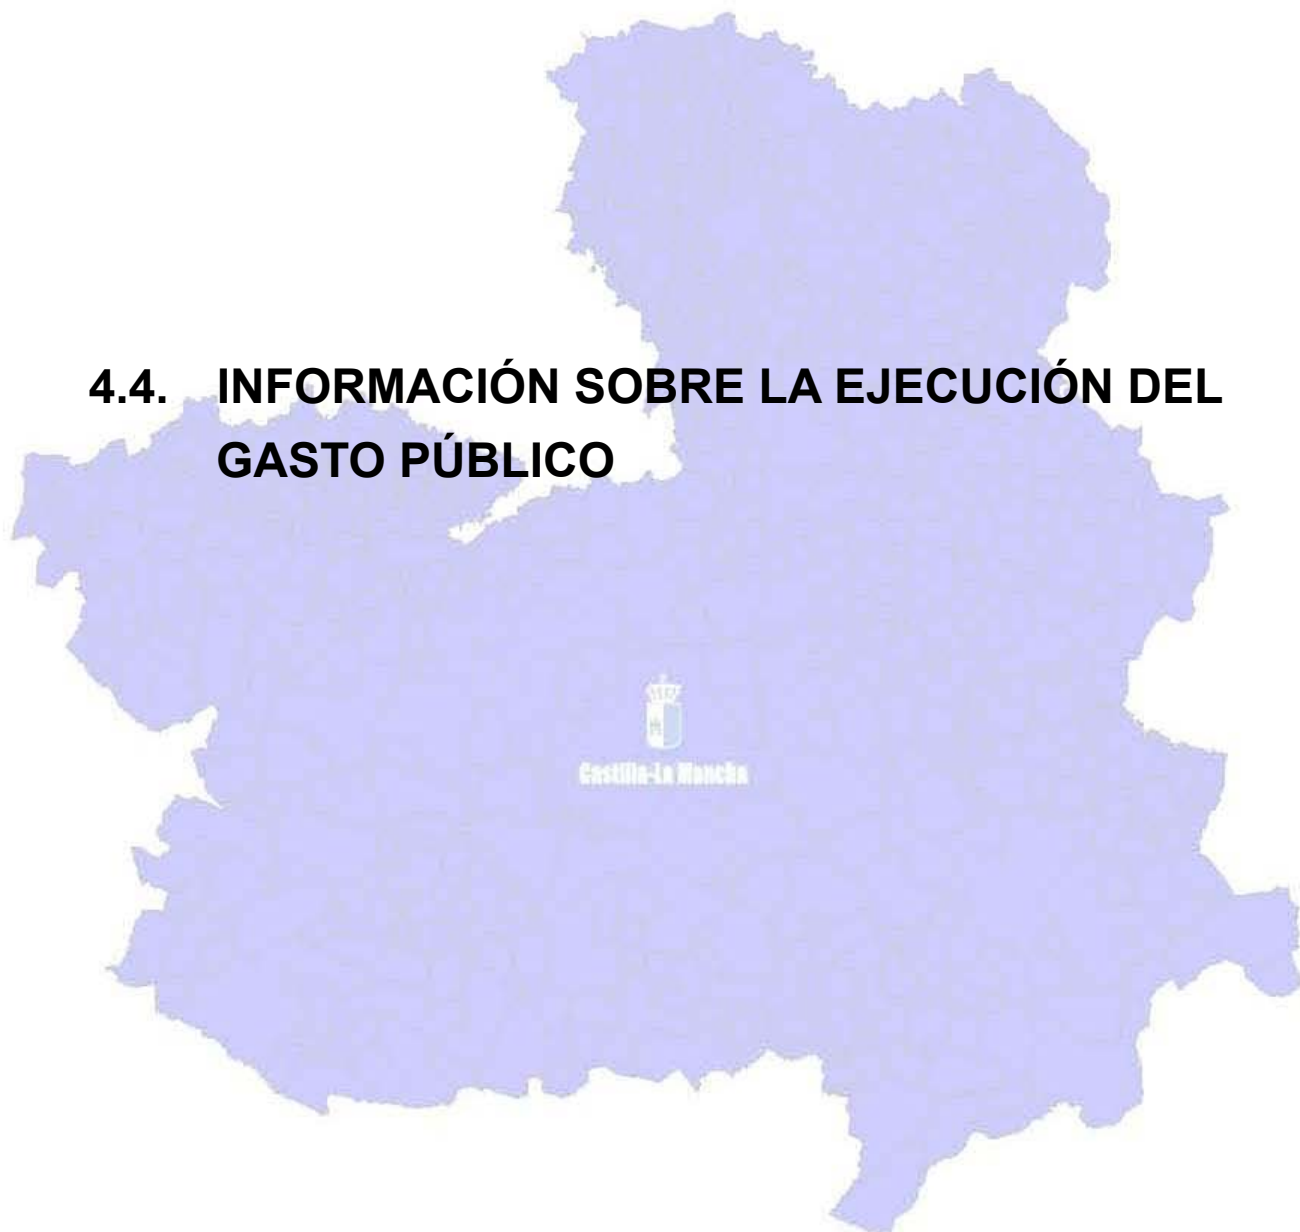 4.4. INFORMACIÓN SOBRE LA EJECUCIÓN DEL
GASTO PÚBLICO
Castilla-La Mancha